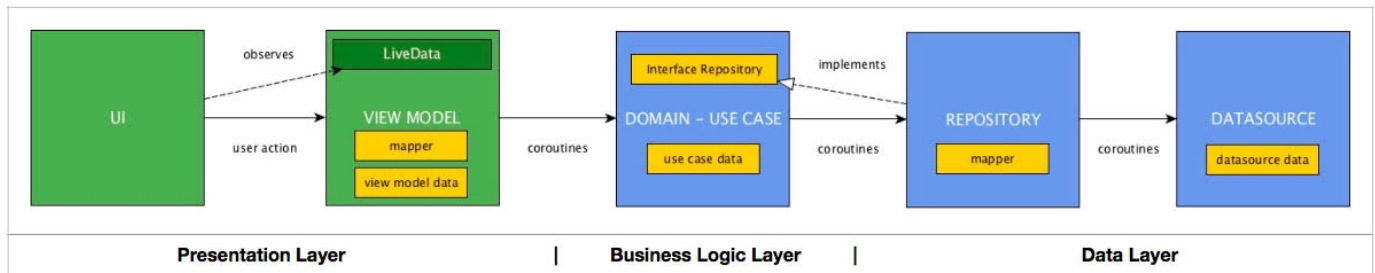 UI
observes
user action
LiveData
VIEW MODEL
mapper
view model data
coroutines
Interface Repository
DOMAIN – USE CASE
use case data
implements
coroutines
REPOSITORY
mapper
coroutines
DATASOURCE
datasource data
Presentation Layer | Business Logic Layer | Data Layer